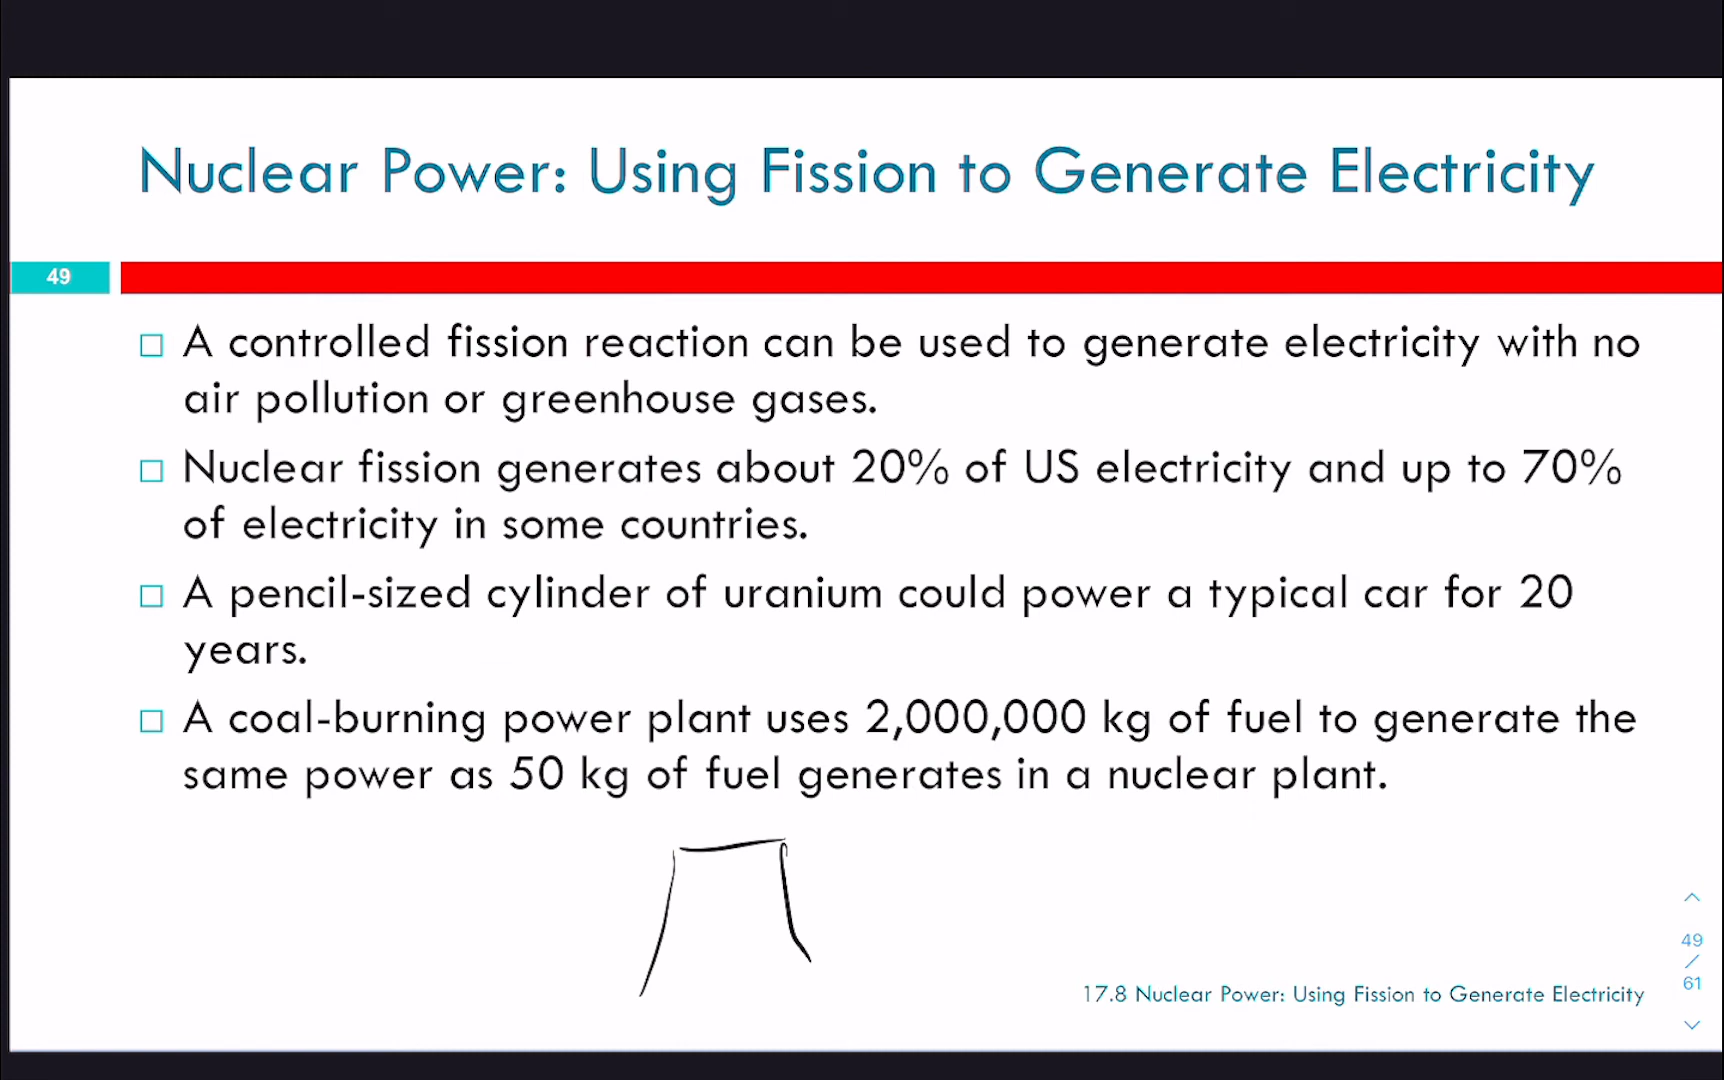 Nuclear Power: Using Fission to Generate Electricity
49
A controlled fission reaction can be used to generate electricity with no
air pollution or greenhouse gases.
Nuclear fission generates about 20% of US electricity and up to 70%
of electricity in some countries.
A pencil-sized cylinder of uranium could power a typical car for 20
years.
A coal-burning power plant uses 2,000,000 kg of fuel to generate the
same power as 50 kg of fuel generates in a nuclear plant.
49
/
61
17.8 Nuclear Power: Using Fission to Generate Electricity